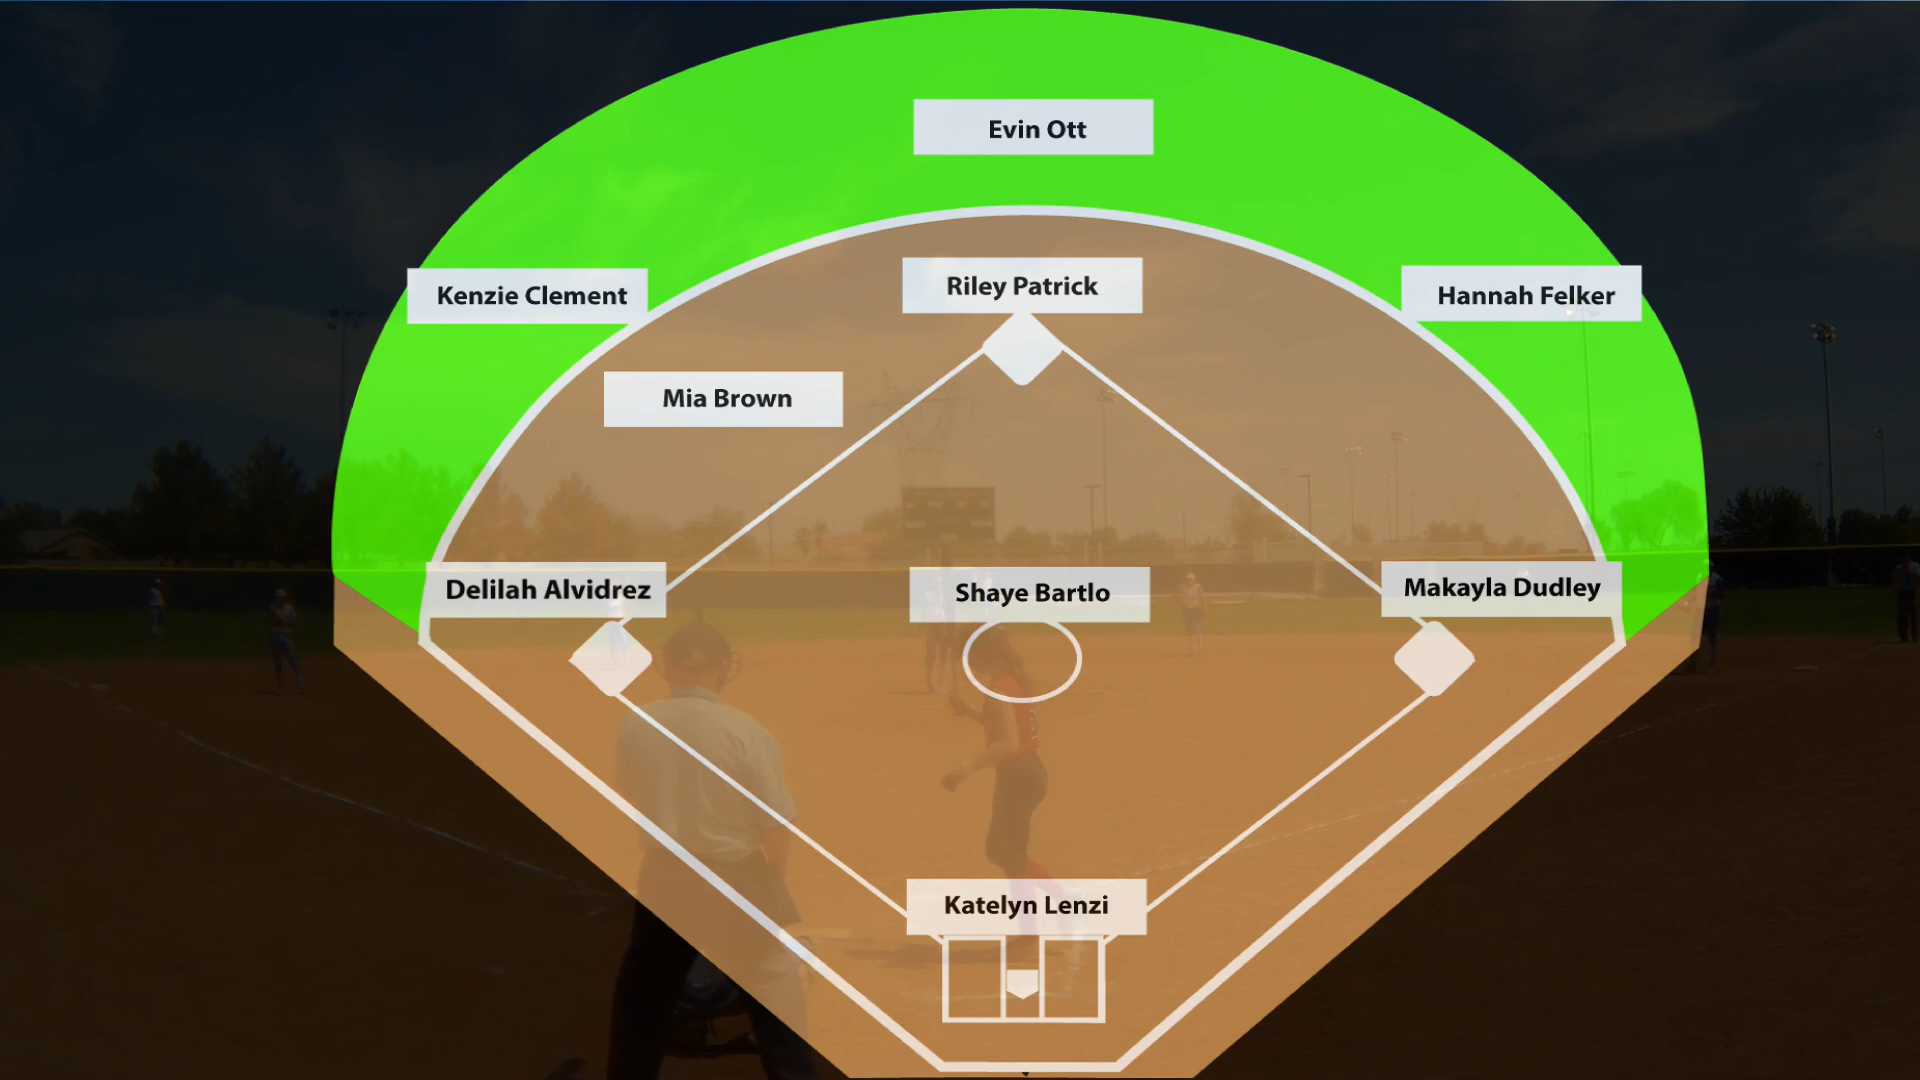 Evin Ott
Kenzie Clement
Riley Patrick
Hannah Felker
Mia Brown
Delilah Alvidrez
Shaye Bartlo
Makayla Dudley
Katelyn Lenzi